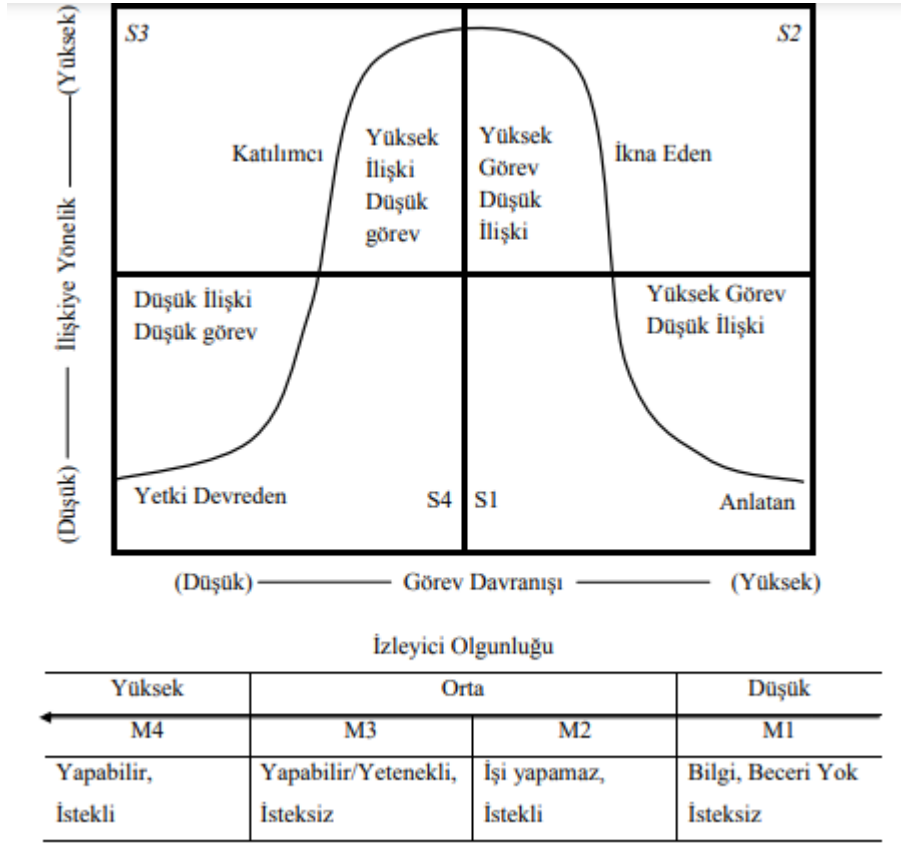 (Yüksek)
İlişkiye Yönelik
(Düşük)
S3
S2
Katılımcı
Yüksek
İlişki
Düşük
görev
Yüksek
Görev
Düşük
İlişki
İkna Eden
Düşük İlişki
Düşük görev
Yüksek Görev
Düşük İlişki
Yetki Devreden
S4
S1
Anlatan
(Düşük) Görev Davranışı (Yüksek)
İzleyici Olgunluğu
Yüksek Orta Düşük
M4 M3 M2 M1
Yapabilir,
İstekli
Yapabilir/Yetenekli,
İsteksiz
İşi yapamaz,
İstekli
Bilgi, Beceri Yok
İsteksiz